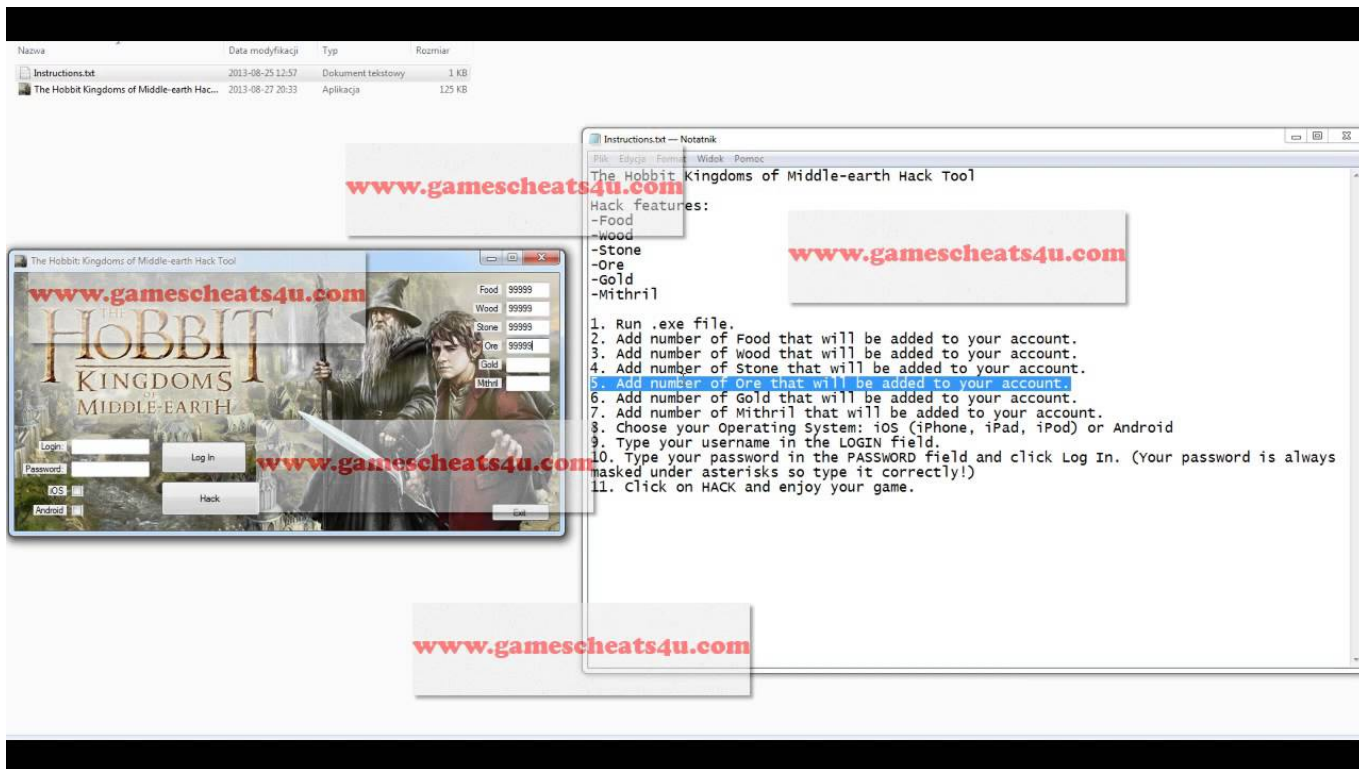 Nazwa Data modyfikacji Typ Rozmiar
Instructions.txt 2013-08-25 12:57 Dokument tekstowy 1 KB
The Hobbit Kingdoms of Middle-earth Hac... 2013-08-27 20:33 Aplikacja 125 KB
www.gamescheats4u.com
Instructions.txt — Notatnik
Plik Edycja Format Widok Pomoc
The Hobbit Kingdoms of Middle-earth Hack Tool
Hack features:
-Food
-Wood
-Stone
-Ore
-Gold
-Mithril
1. Run .exe file.
2. Add number of Food that will be added to your account.
3. Add number of Wood that will be added to your account.
4. Add number of Stone that will be added to your account.
5. Add number of Ore that will be added to your account.
6. Add number of Gold that will be added to your account.
7. Add number of Mithril that will be added to your account.
8. Choose your Operating System: iOS (iPhone, iPad, iPod) or Android
9. Type your username in the LOGIN field.
10. Type your password in the PASSWORD field and click Log In. (Your password is always
masked under asterisks so type it correctly!)
11. Click on HACK and enjoy your game.
www.gamescheats4u.com
The Hobbit: Kingdoms of Middle-earth Hack Tool
www.gamescheats4u.com
THE
HOBBIT
KINGDOMS
OF
MIDDLE-EARTH
Food 99999
Wood 99999
Stone 99999
Ore 99999
Gold
Mithril
Login:
Password:
Log In
iOS
Android
Hack
Exit
www.gamescheats4u.com
www.gamescheats4u.com